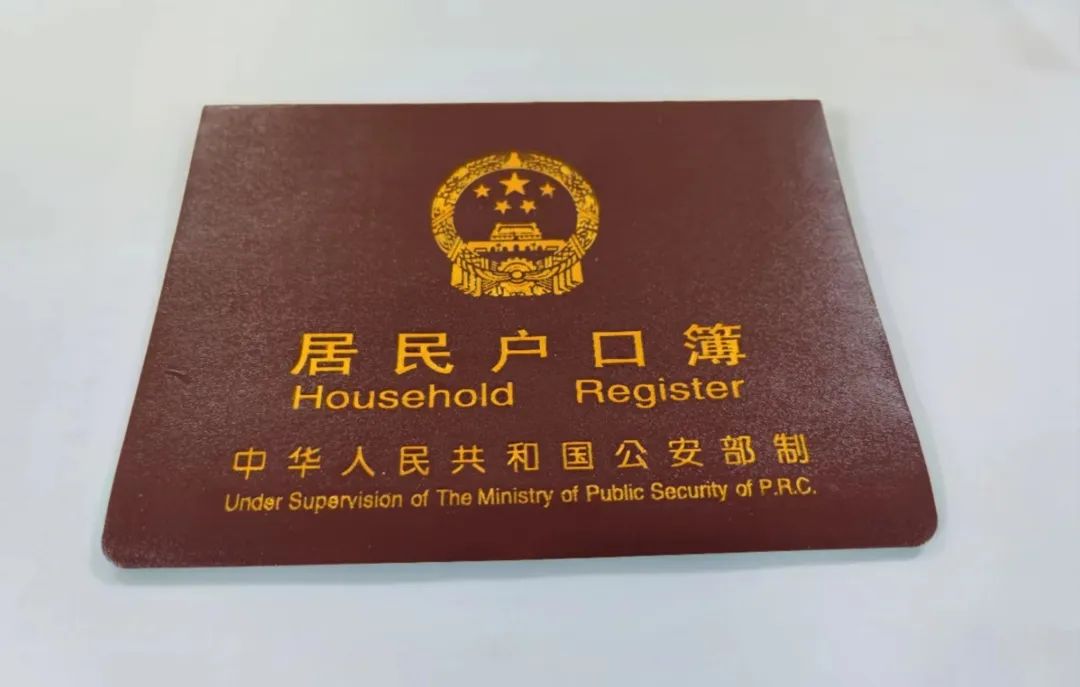 居民户口簿
Household Register
中华人民共和国公安部制
Under Supervision of The Ministry of Public Security of P.R.C.